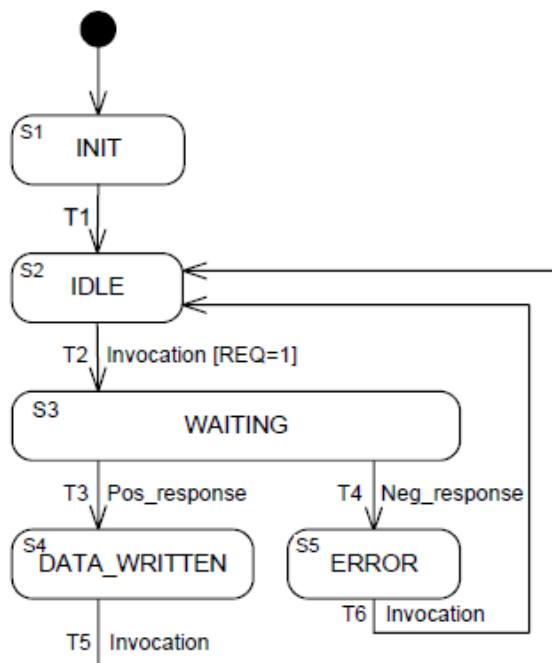 S1
INIT
T1
S2
IDLE
T2 Invocation [REQ=1]
S3
WAITING
T3 Pos_response
T4 Neg_response
S4
DATA_WRITTEN
S5
ERROR
T6 Invocation
T5 Invocation